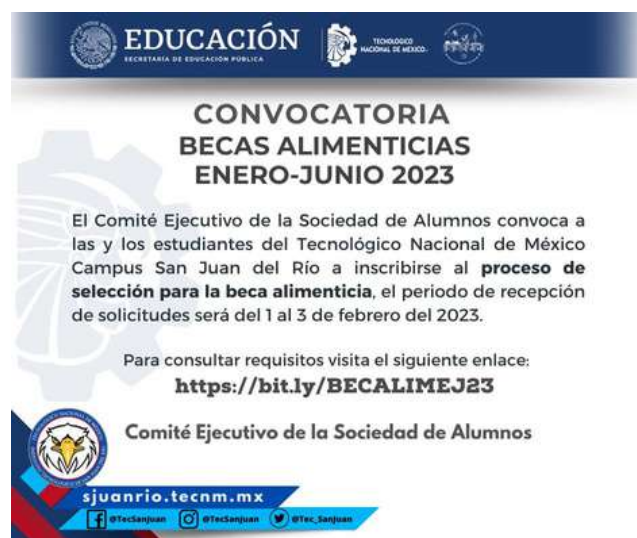 EDUCACIÓN
SECRETARÍA DE EDUCACIÓN PÚBLICA
TECNOLÓGICO
NACIONAL DE MÉXICO
CONVOCATORIA
BECAS ALIMENTICIAS
ENERO-JUNIO 2023
El Comité Ejecutivo de la Sociedad de Alumnos convoca a
las y los estudiantes del Tecnológico Nacional de México
Campus San Juan del Río a inscribirse al proceso de
selección para la beca alimenticia, el periodo de recepción
de solicitudes será del 1 al 3 de febrero del 2023.
Para consultar requisitos visita el siguiente enlace:
https://bit.ly/BECALIMEJ23
Comité Ejecutivo de la Sociedad de Alumnos
sjuanrio.tecnm.mx
@TecSanjuan @TecSanjuan @Tec_Sanjuan